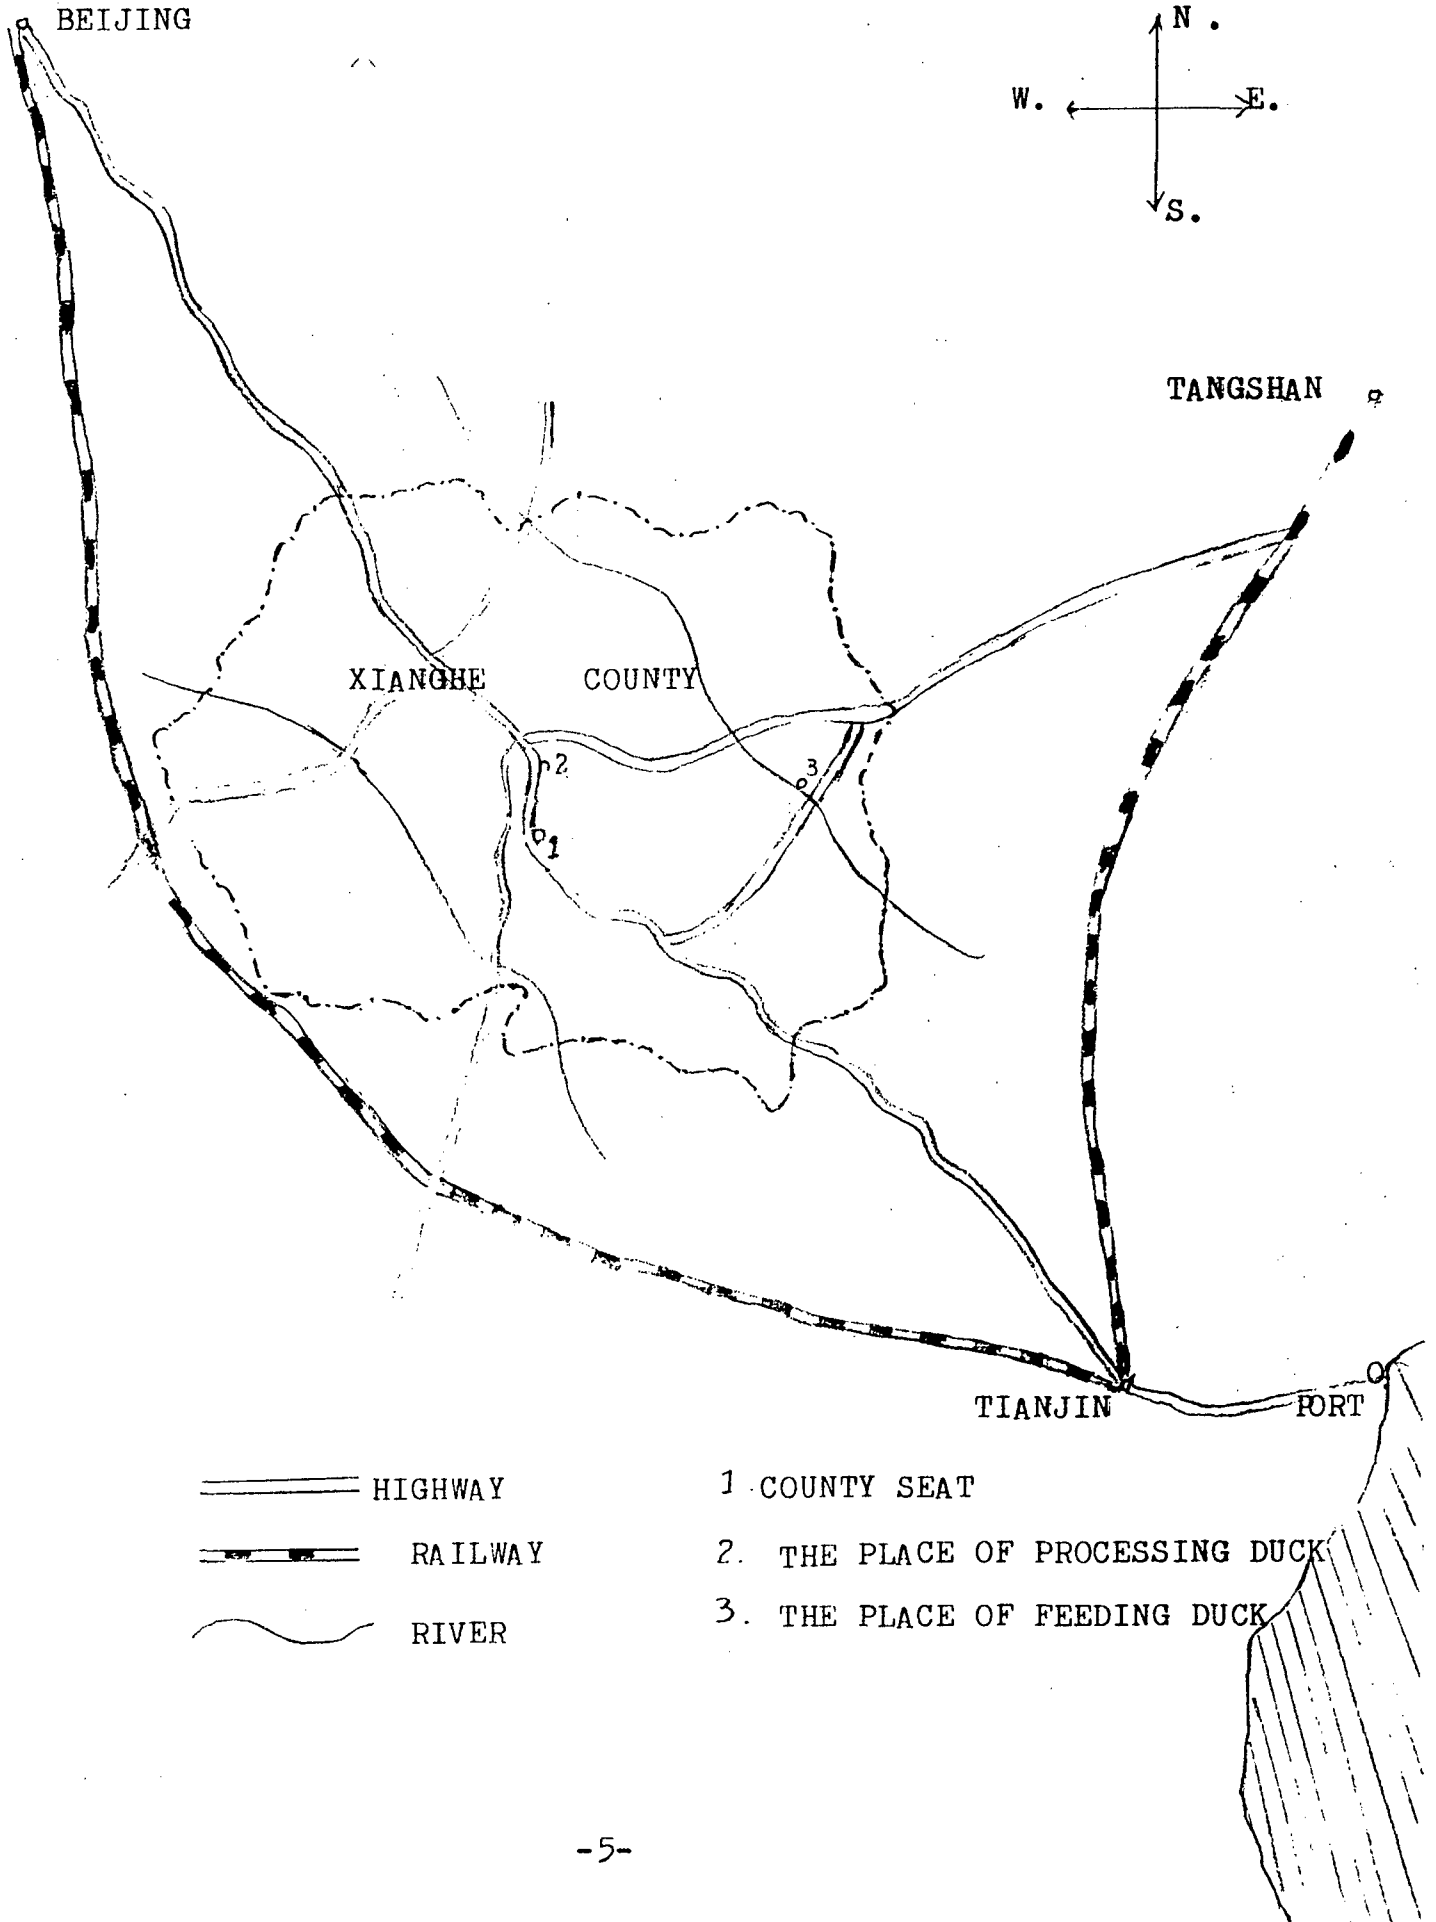 BEIJING
N.
W.
E.
S.
TANGSHAN
XIANGHE COUNTY
2
3
1
TIANJIN
PORT
HIGHWAY
1 COUNTY SEAT
RAILWAY
2. THE PLACE OF PROCESSING DUCK
RIVER
3. THE PLACE OF FEEDING DUCK
-5-